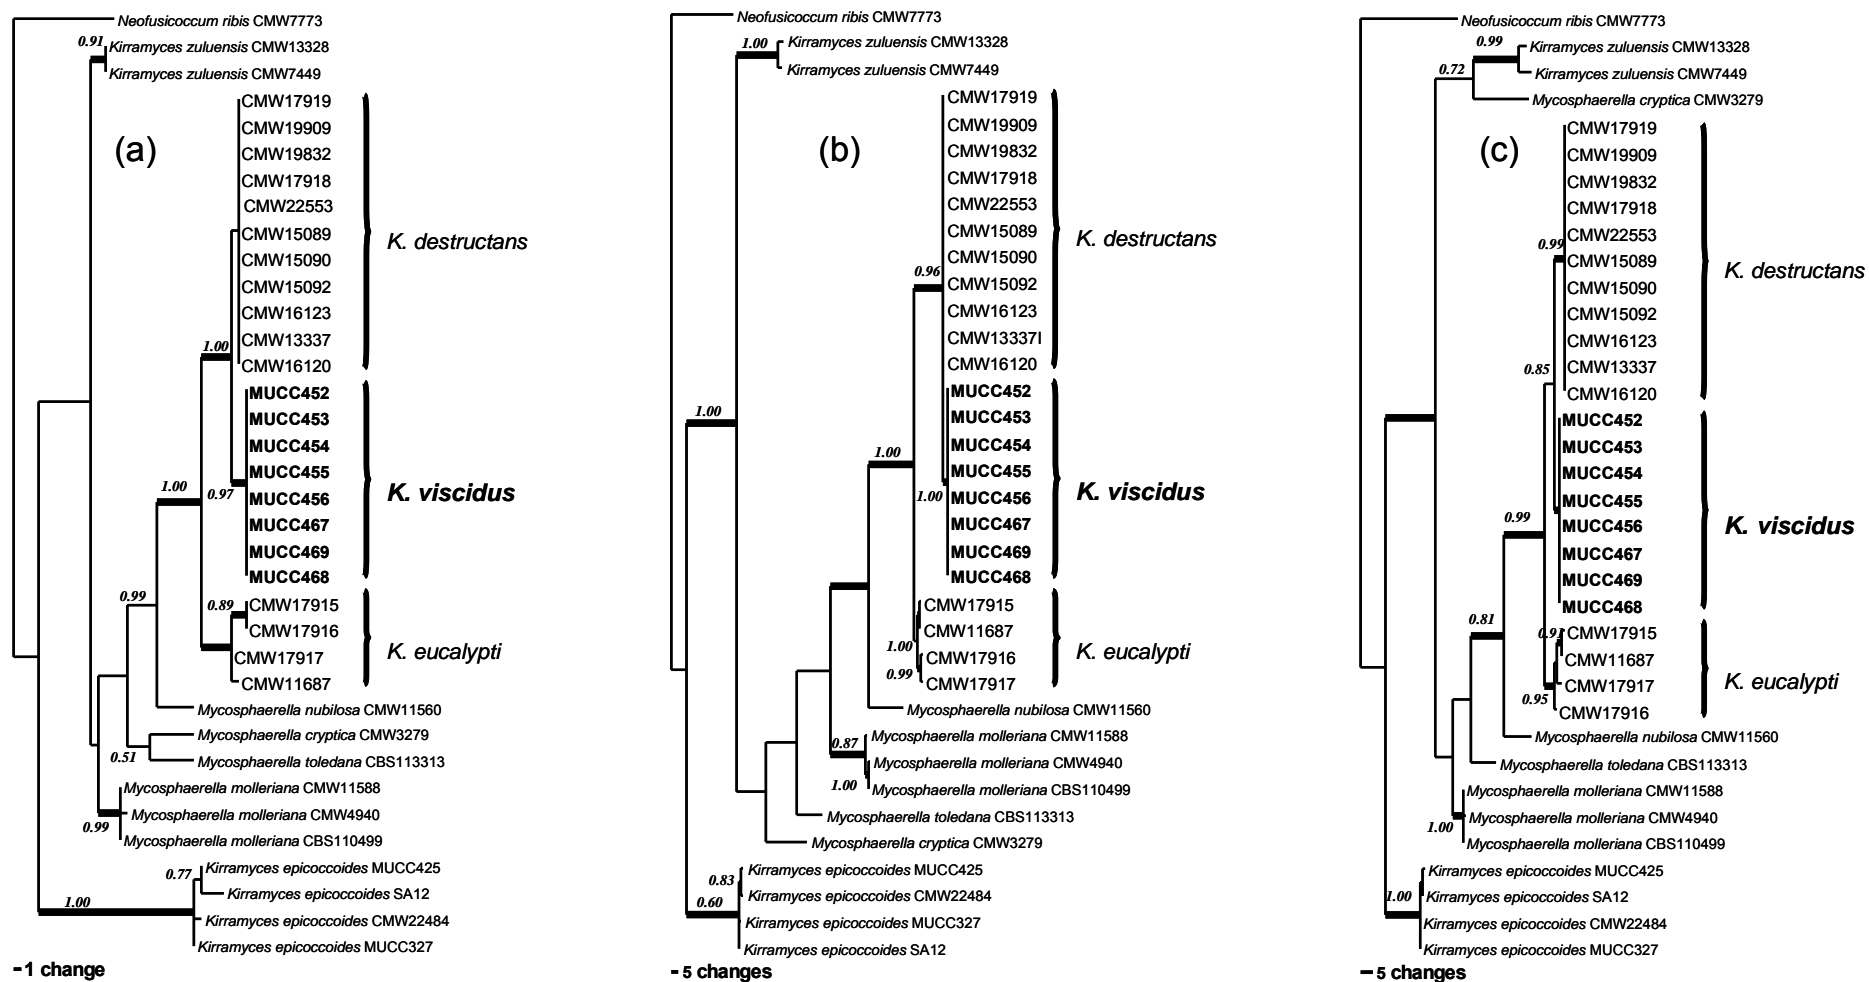 Neofusicoccum ribis CMW7773
0.91
Kirramyces zuluensis CMW13328
Kirramyces zuluensis CMW7449
(a)
CMW17919
CMW19909
CMW19832
CMW17918
CMW22553
CMW15089
CMW15090
CMW15092
CMW16123
CMW13337
CMW16120
K. destructans
1.00
MUCC452
MUCC453
MUCC454
MUCC455
MUCC456
MUCC467
MUCC469
MUCC468
K. viscidus
1.00
0.97
0.99
0.89
CMW17915
CMW17916
CMW17917
CMW11687
K. eucalypti
Mycosphaerella nubilosa CMW11560
Mycosphaerella cryptica CMW3279
0.51
Mycosphaerella toledana CBS113313
Mycosphaerella molleriana CMW11588
Mycosphaerella molleriana CMW4940
0.99
Mycosphaerella molleriana CBS110499
0.77
Kirramyces epicoccoides MUCC425
Kirramyces epicoccoides SA12
1.00
Kirramyces epicoccoides CMW22484
Kirramyces epicoccoides MUCC327
1 change
Neofusicoccum ribis CMW7773
1.00
Kirramyces zuluensis CMW13328
Kirramyces zuluensis CMW7449
(b)
CMW17919
CMW19909
CMW19832
CMW17918
CMW22553
CMW15089
CMW15090
CMW15092
CMW16123
CMW13337I
CMW16120
K. destructans
0.96
1.00
MUCC452
MUCC453
MUCC454
MUCC455
MUCC456
MUCC467
MUCC469
MUCC468
K. viscidus
1.00
1.00
CMW17915
CMW11687
CMW17916
CMW17917
K. eucalypti
1.00
0.99
Mycosphaerella nubilosa CMW11560
0.87
Mycosphaerella molleriana CMW11588
Mycosphaerella molleriana CMW4940
1.00
Mycosphaerella molleriana CBS110499
Mycosphaerella toledana CBS113313
Mycosphaerella cryptica CMW3279
Kirramyces epicoccoides MUCC425
0.83
Kirramyces epicoccoides CMW22484
0.60
Kirramyces epicoccoides MUCC327
Kirramyces epicoccoides SA12
5 changes
Neofusicoccum ribis CMW7773
0.99
Kirramyces zuluensis CMW13328
0.72
Kirramyces zuluensis CMW7449
Mycosphaerella cryptica CMW3279
(c)
CMW17919
CMW19909
CMW19832
CMW17918
CMW22553
CMW15089
CMW15090
CMW15092
CMW16123
CMW13337
CMW16120
K. destructans
0.99
0.85
MUCC452
MUCC453
MUCC454
MUCC455
MUCC456
MUCC467
MUCC469
MUCC468
K. viscidus
0.99
0.81
0.91
CMW17915
CMW11687
CMW17917
CMW17916
K. eucalypti
0.95
Mycosphaerella nubilosa CMW11560
Mycosphaerella toledana CBS113313
Mycosphaerella molleriana CMW11588
Mycosphaerella molleriana CMW4940
1.00
Mycosphaerella molleriana CBS110499
Kirramyces epicoccoides MUCC425
1.00
Kirramyces epicoccoides SA12
Kirramyces epicoccoides CMW22484
Kirramyces epicoccoides MUCC327
5 changes